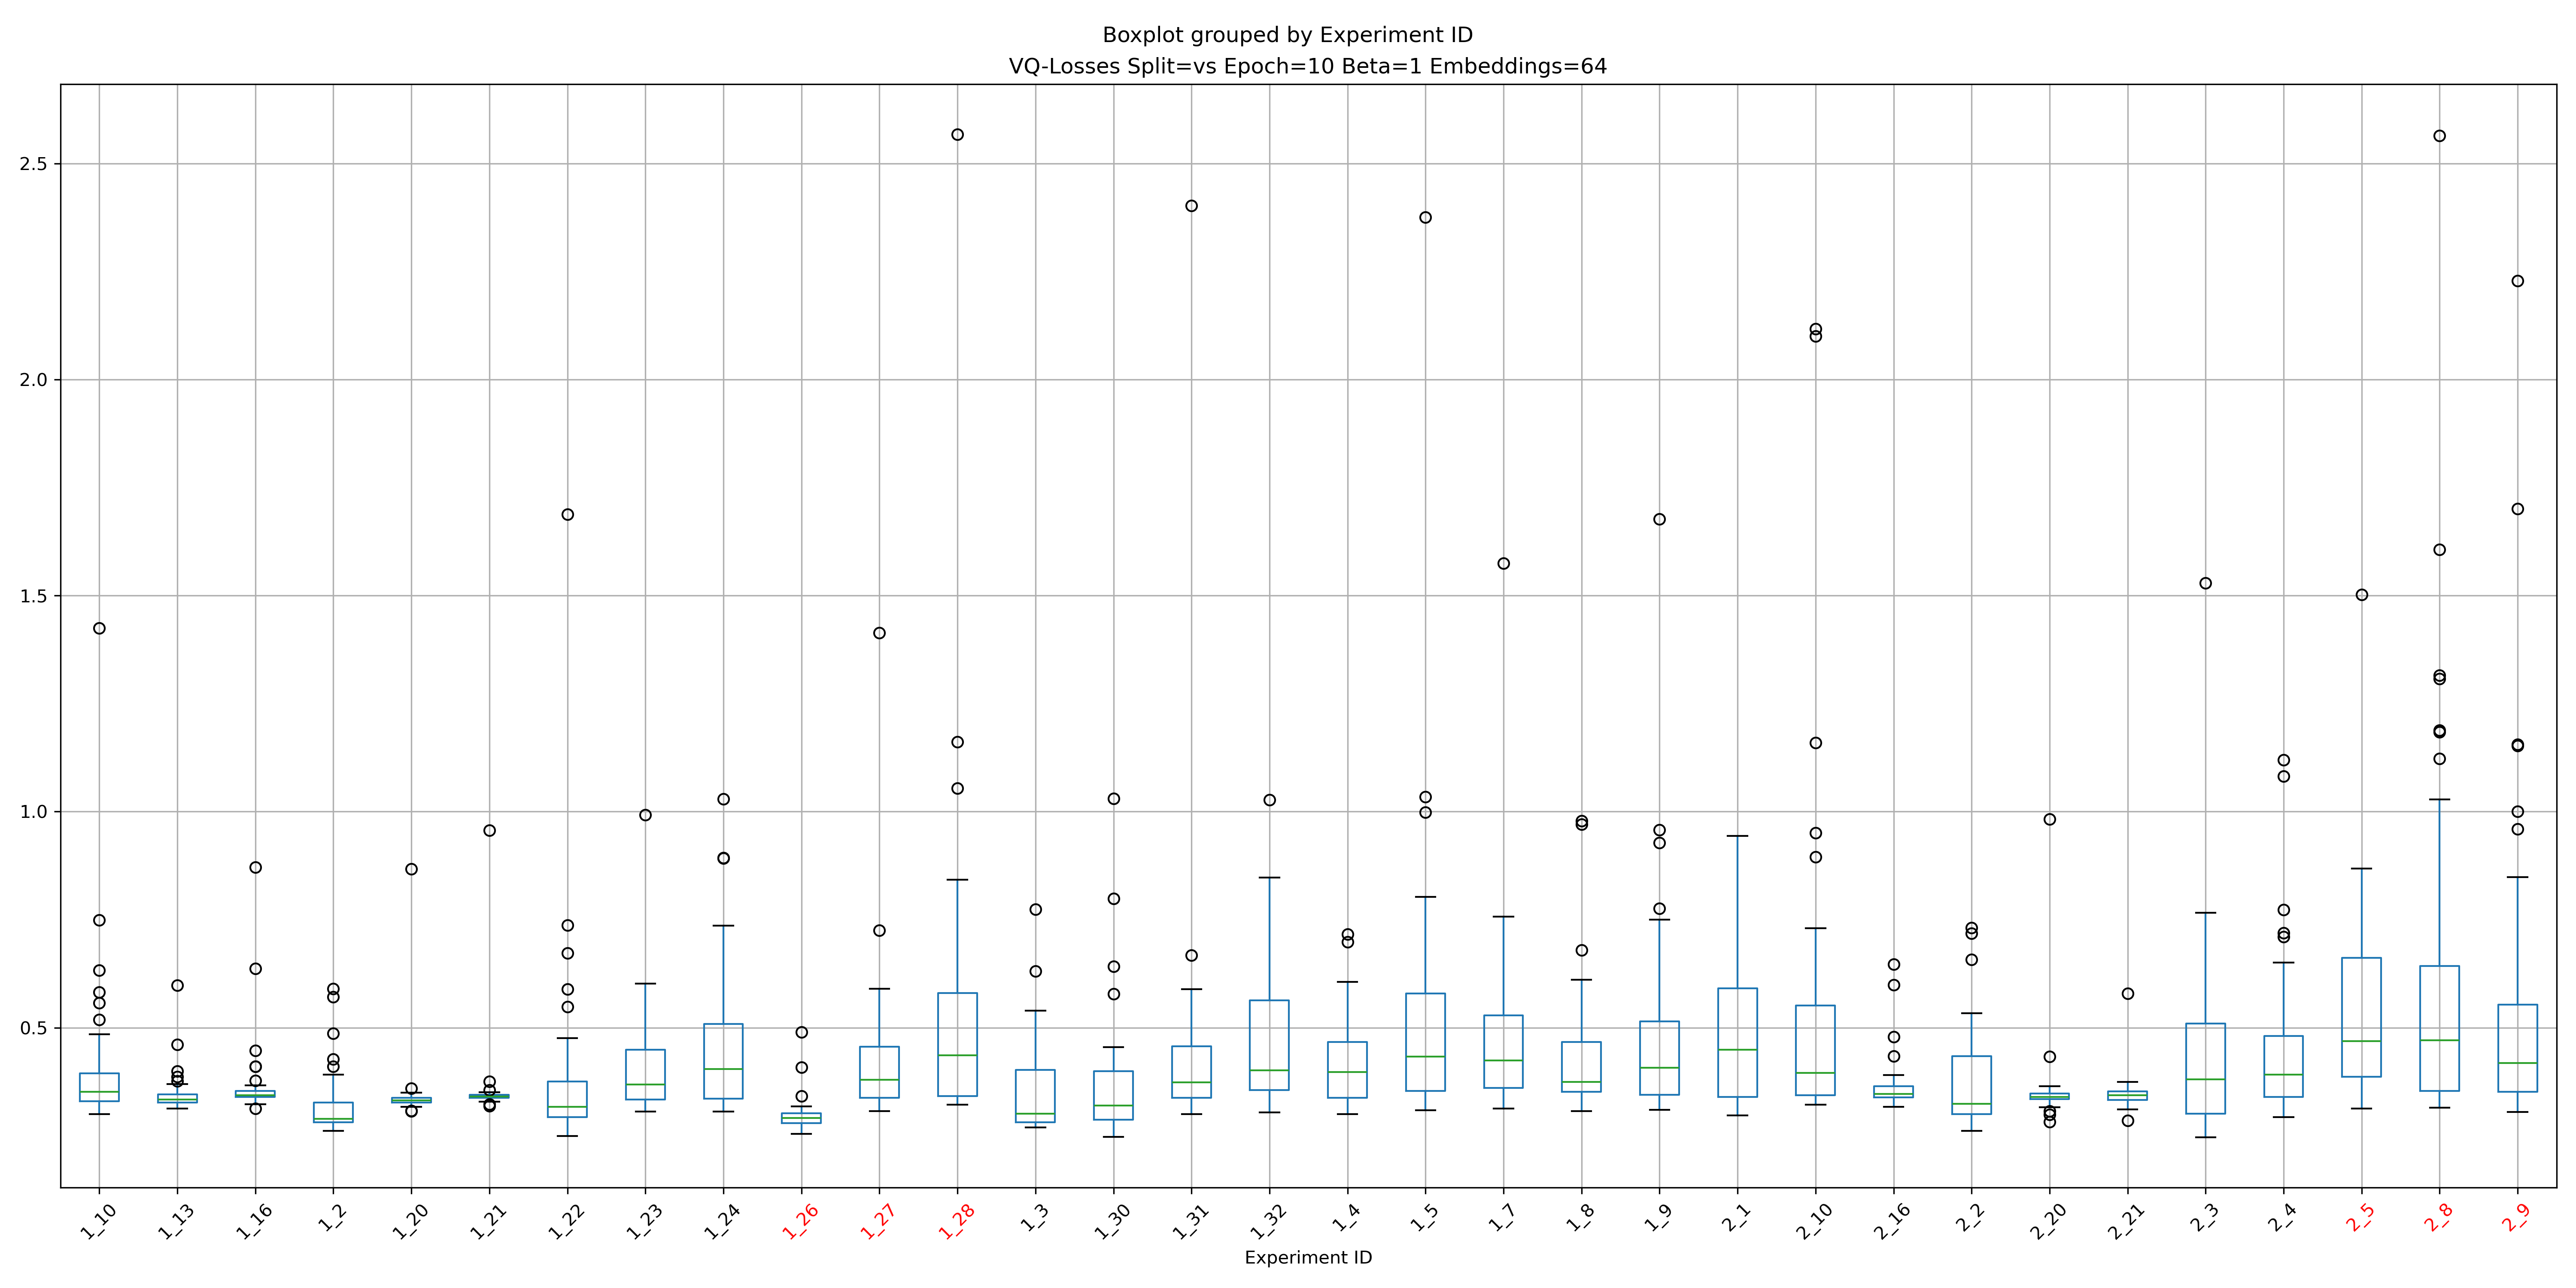 Boxplot grouped by Experiment ID
VQ-Losses Split=vs Epoch=10 Beta=1 Embeddings=64
2.5
2.0
1.5
1.0
0.5
1_10 1_13 1_16 1_2 1_20 1_21 1_22 1_23 1_24 1_26 1_27 1_28 1_3 1_30 1_31 1_32 1_4 1_5 1_7 1_8 1_9 2_1 2_10 2_16 2_2 2_20 2_21 2_3 2_4 2_5 2_8 2_9
Experiment ID